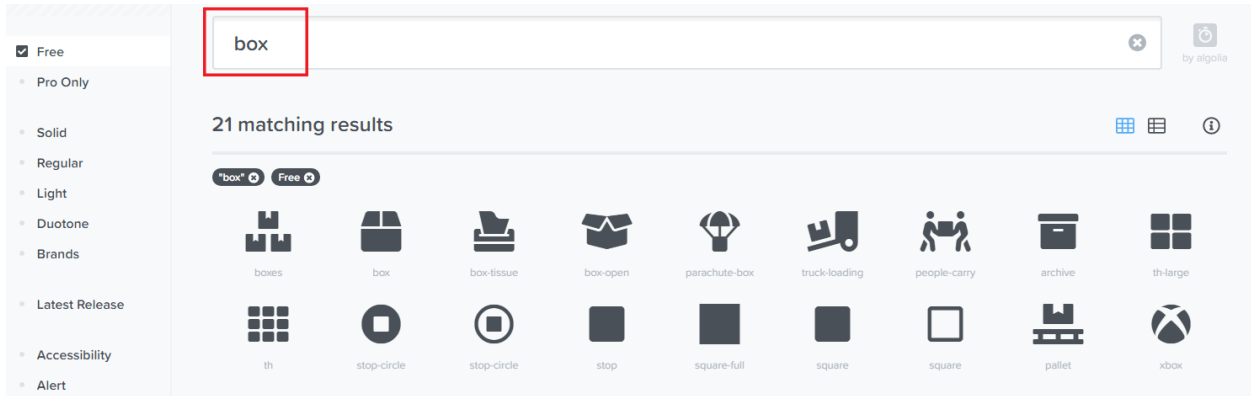 Free
Pro Only
Solid
Regular
Light
Duotone
Brands
Latest Release
Accessibility
Alert
box
by algolia
21 matching results
"box" Free
boxes box box-tissue box-open parachute-box truck-loading people-carry archive th-large
th stop-circle stop-circle stop square-full square square pallet xbox